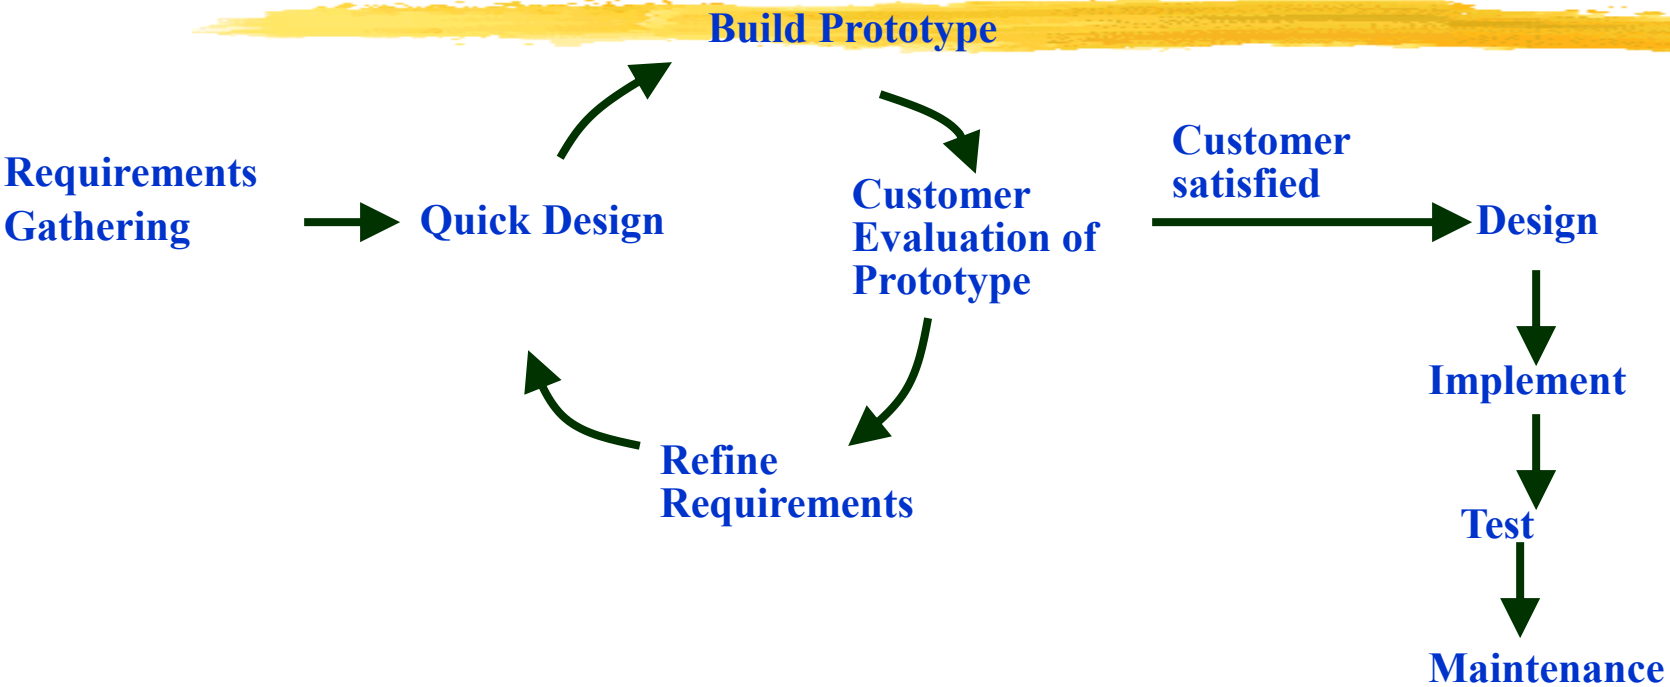 Build Prototype
Requirements
Gathering
Quick Design
Customer
Evaluation of
Prototype
Customer
satisfied
Design
Refine
Requirements
Implement
Test
Maintenance